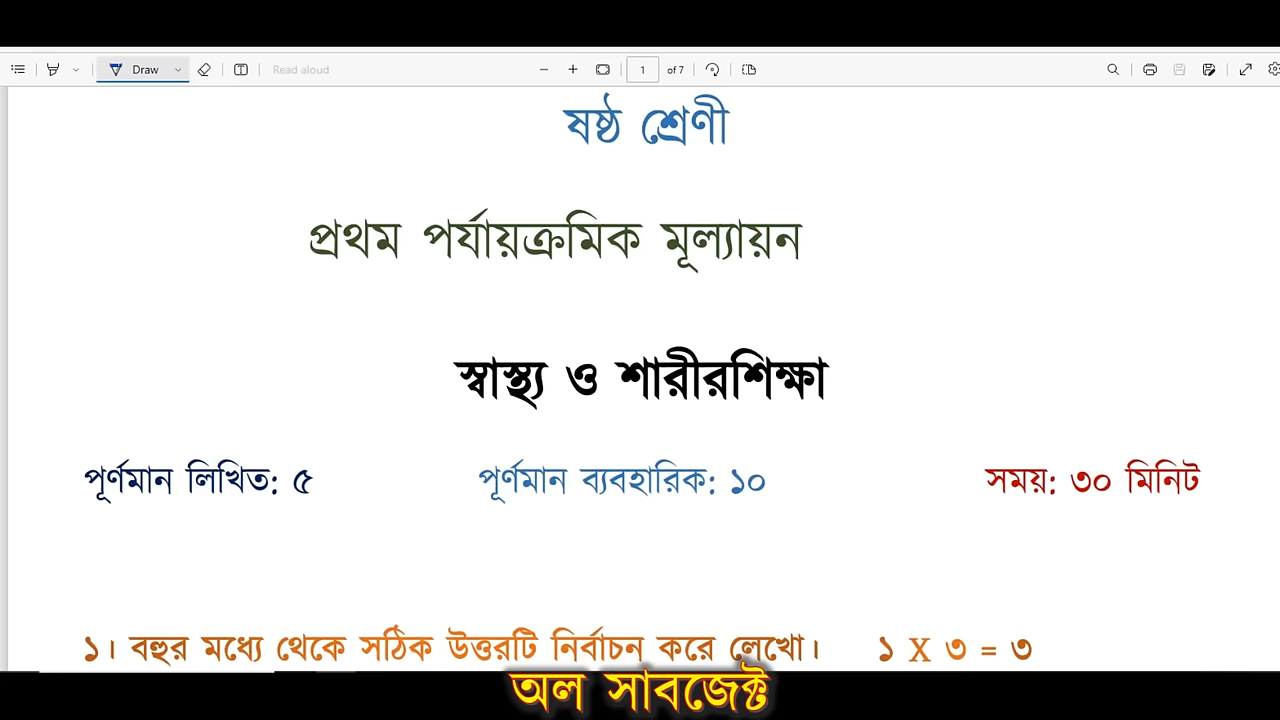 Draw
Read aloud
1 of 7
ষষ্ঠ শ্রেণী
প্রথম পর্যায়ক্রমিক মূল্যায়ন
স্বাস্থ্য ও শারীরশিক্ষা
পূর্ণমান লিখিত: ৫ পূর্ণমান ব্যবহারিক: ১০ সময়: ৩০ মিনিট
১। বহুর মধ্যে থেকে সঠিক উত্তরটি নির্বাচন করে লেখো। ১ X ৩ = ৩
অল সাবজেক্ট